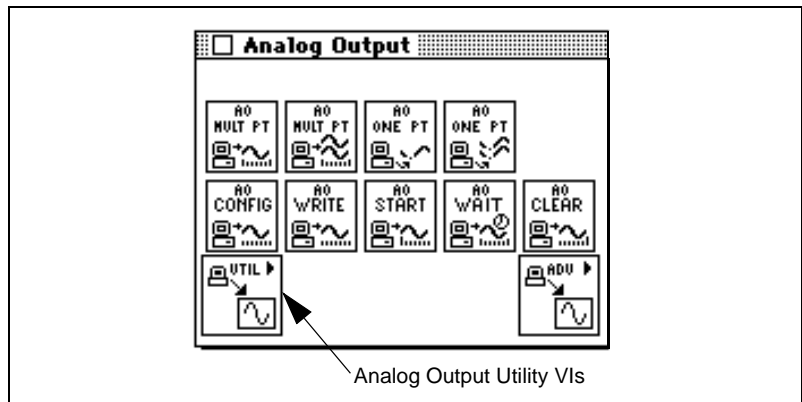 Analog Output
AO MULT PT
AO MULT PT
AO ONE PT
AO ONE PT
AO CONFIG
AO WRITE
AO START
AO WAIT
AO CLEAR
UTIL
ADV
Analog Output Utility VIs